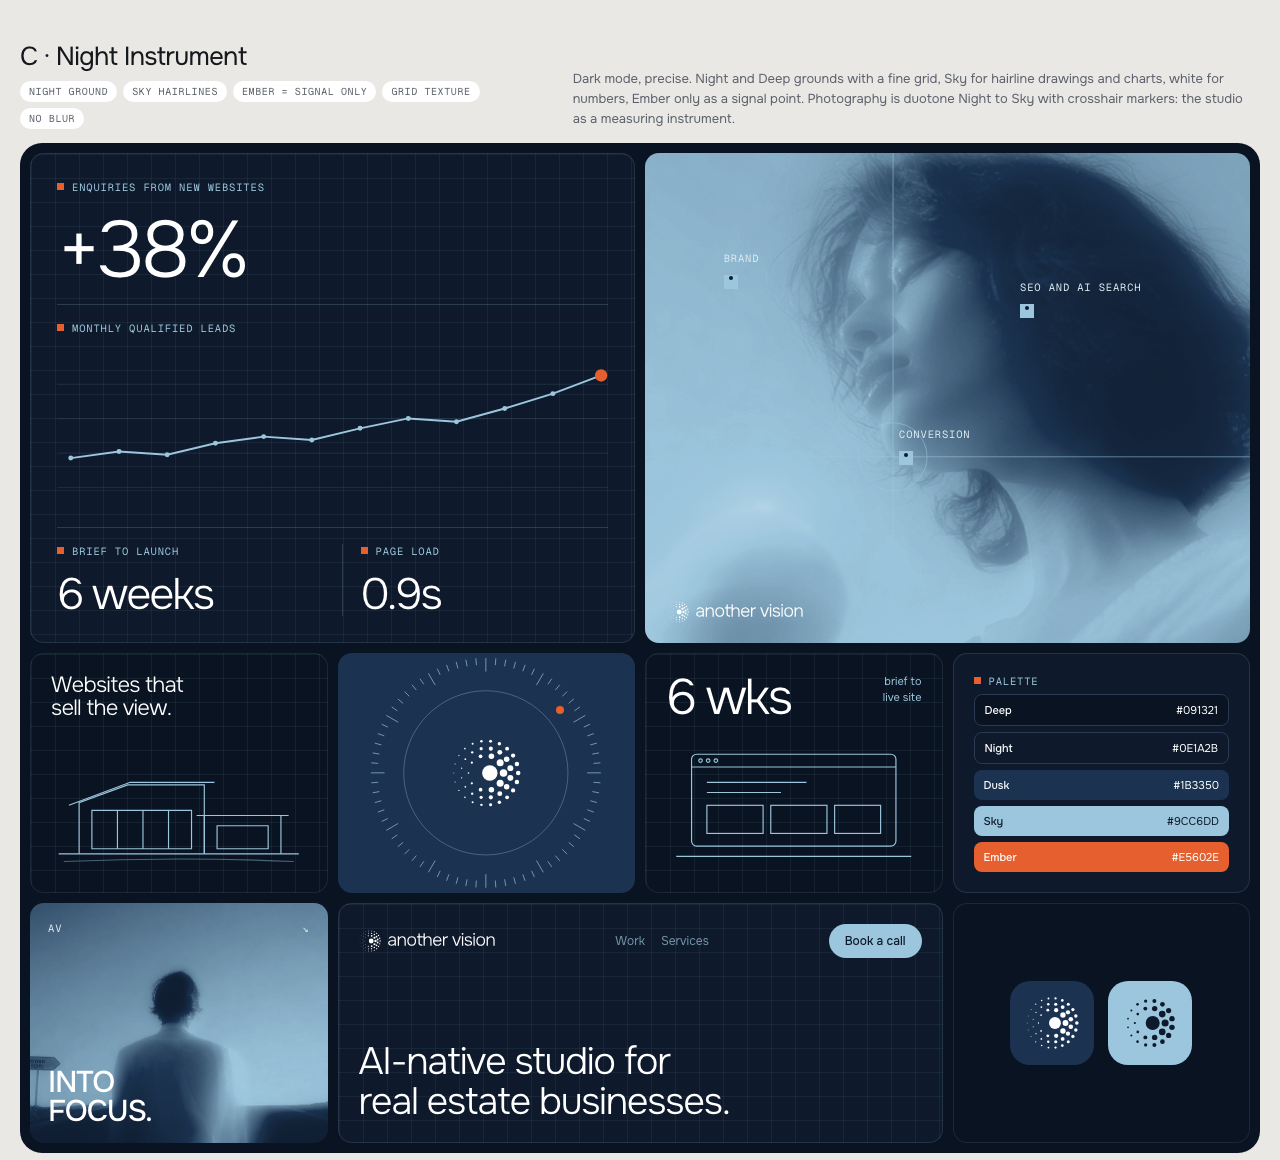 C · Night Instrument
NIGHT GROUND
SKY HAIRLINES
EMBER = SIGNAL ONLY
GRID TEXTURE
NO BLUR
Dark mode, precise. Night and Deep grounds with a fine grid, Sky for hairline drawings and charts, white for
numbers, Ember only as a signal point. Photography is duotone Night to Sky with crosshair markers: the studio
as a measuring instrument.
ENQUIRIES FROM NEW WEBSITES
+38%
MONTHLY QUALIFIED LEADS
BRIEF TO LAUNCH
6 weeks
PAGE LOAD
0.9s
BRAND
SEO AND AI SEARCH
CONVERSION
another vision
Websites that
sell the view.
6 wks
brief to
live site
PALETTE
Deep #091321
Night #0E1A2B
Dusk #1B3350
Sky #9CC6DD
Ember #E5602E
AV
INTO
FOCUS.
another vision
Work
Services
Book a call
AI-native studio for
real estate businesses.